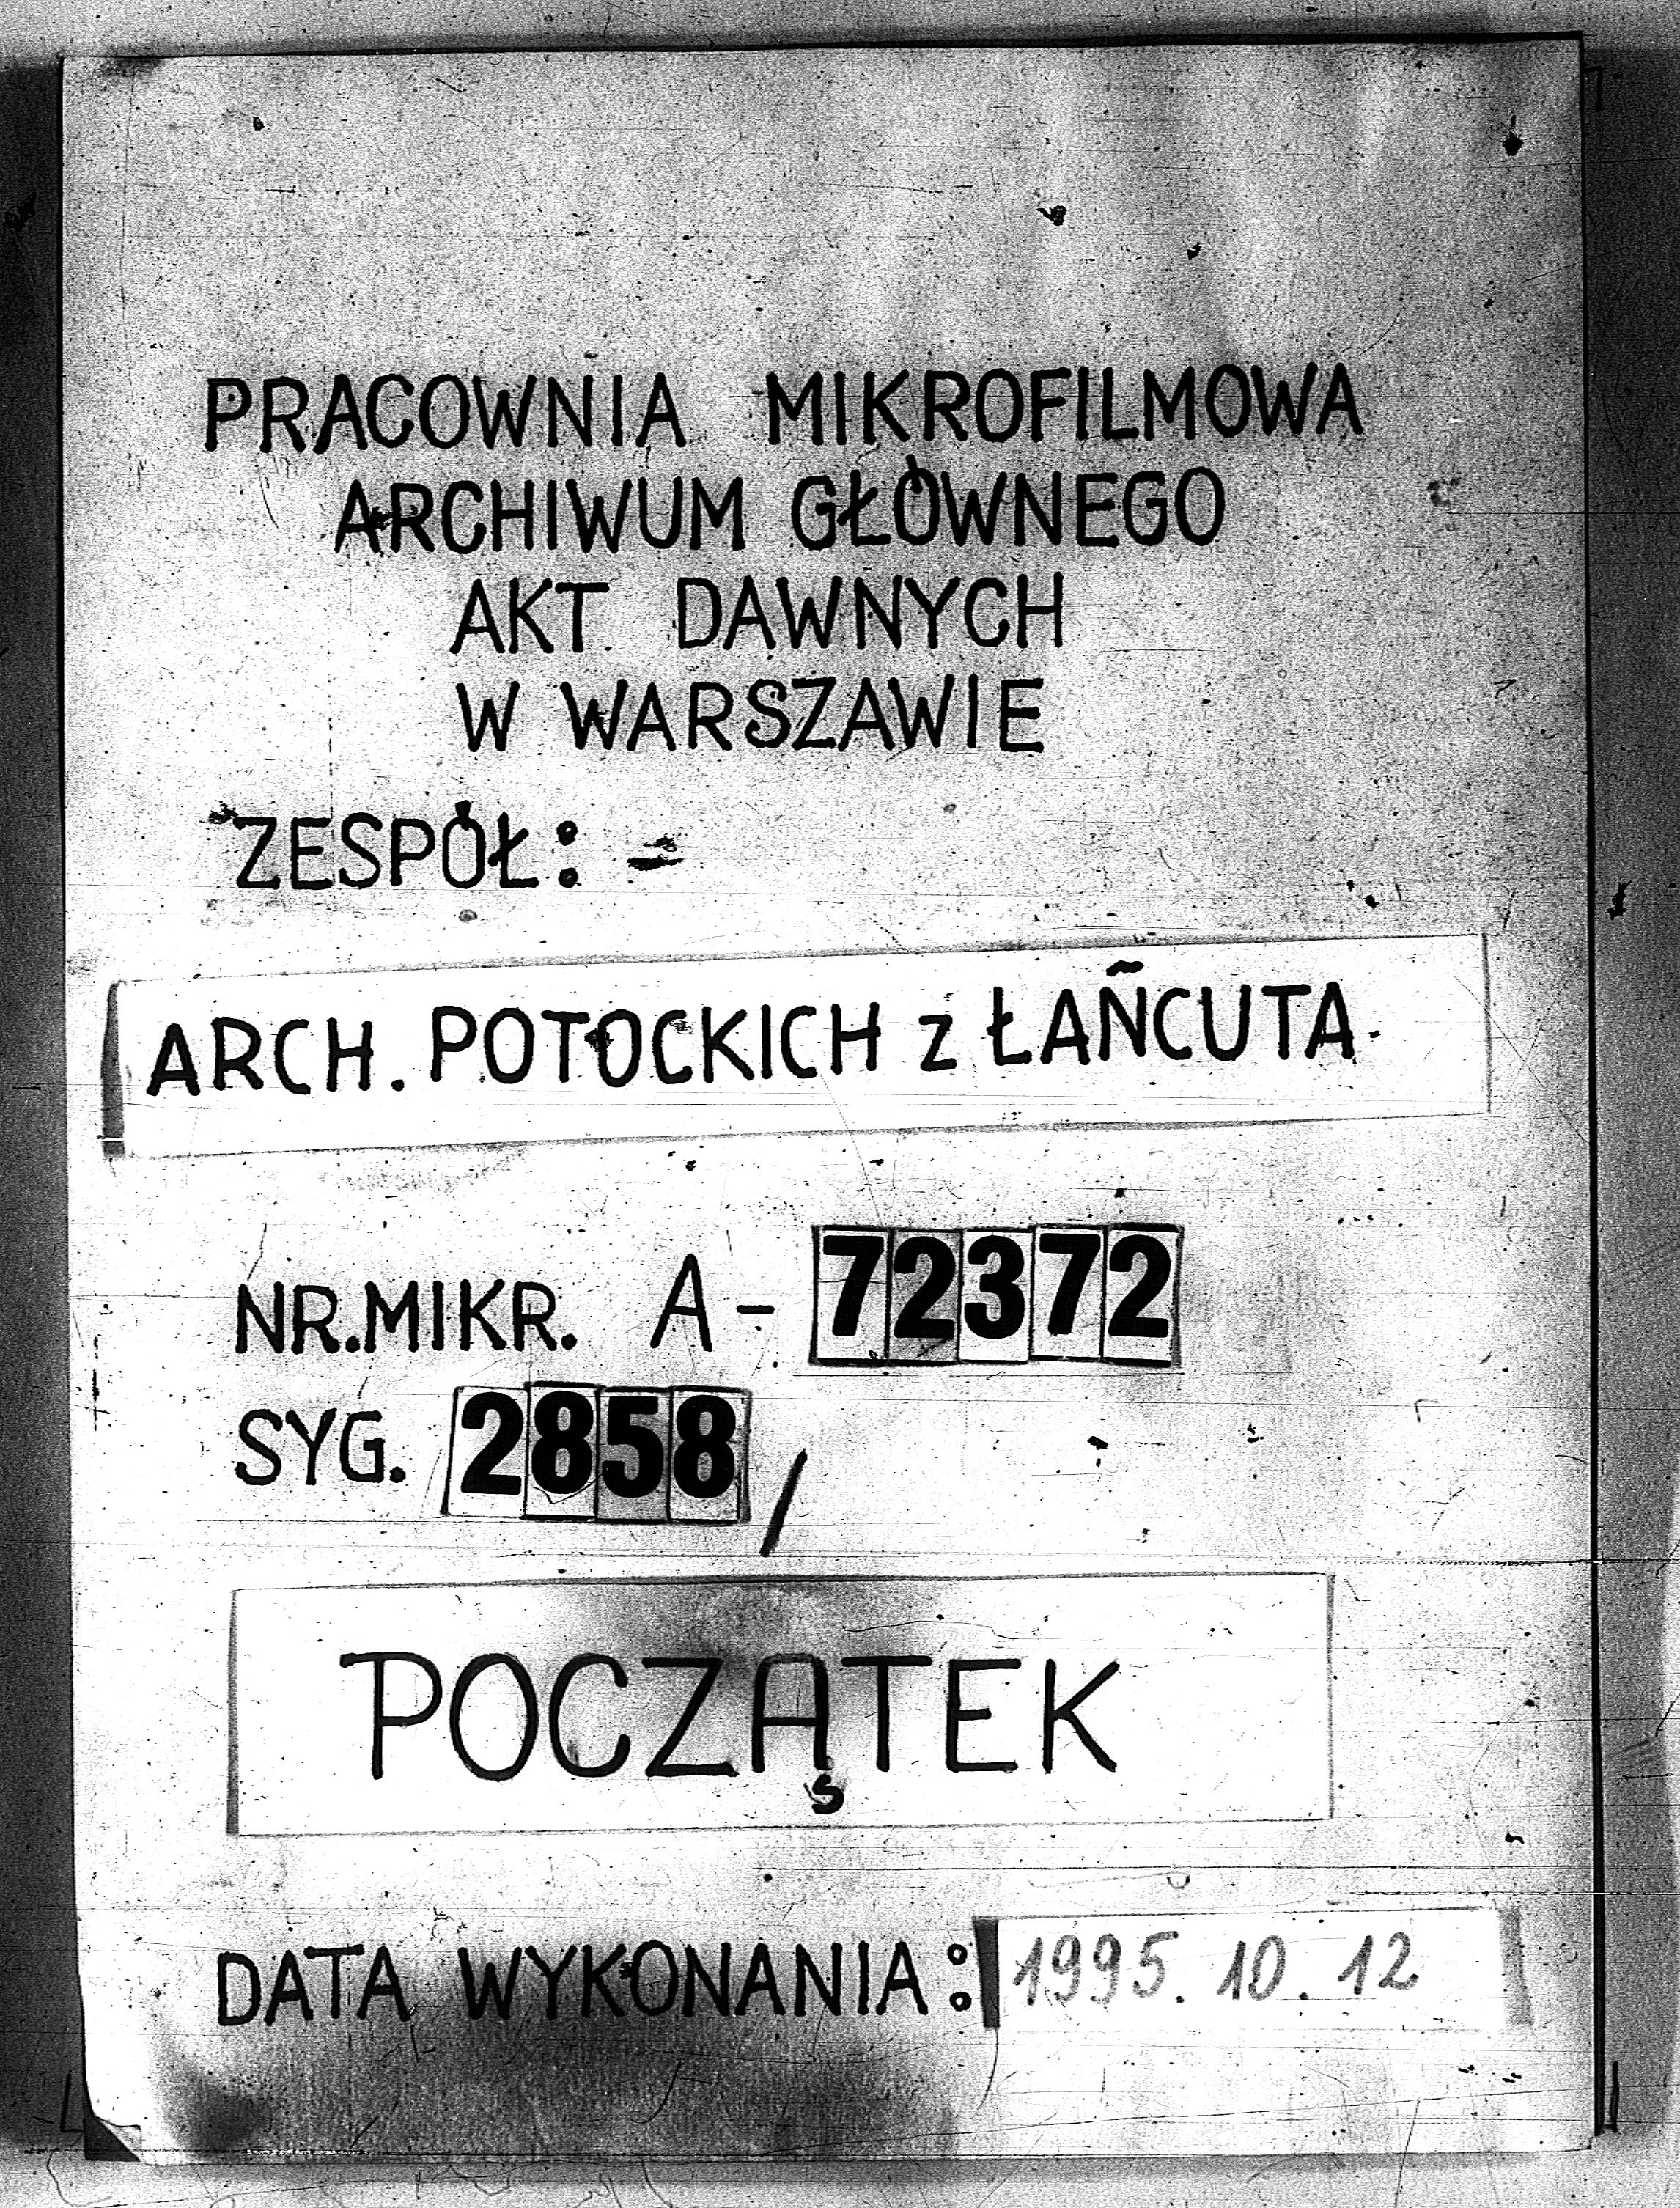 PRACOWNIA MIKROFILMOWA
ARCHIWUM GŁÓWNEGO
AKT DAWNYCH
W WARSZAWIE
ZESPÓŁ: -
ARCH. POTOCKICH z ŁAŃCUTA
NR.MIKR. A-72372
SYG. 2858/
POCZĄTEK
DATA WYKONANIA: 1995.10.12